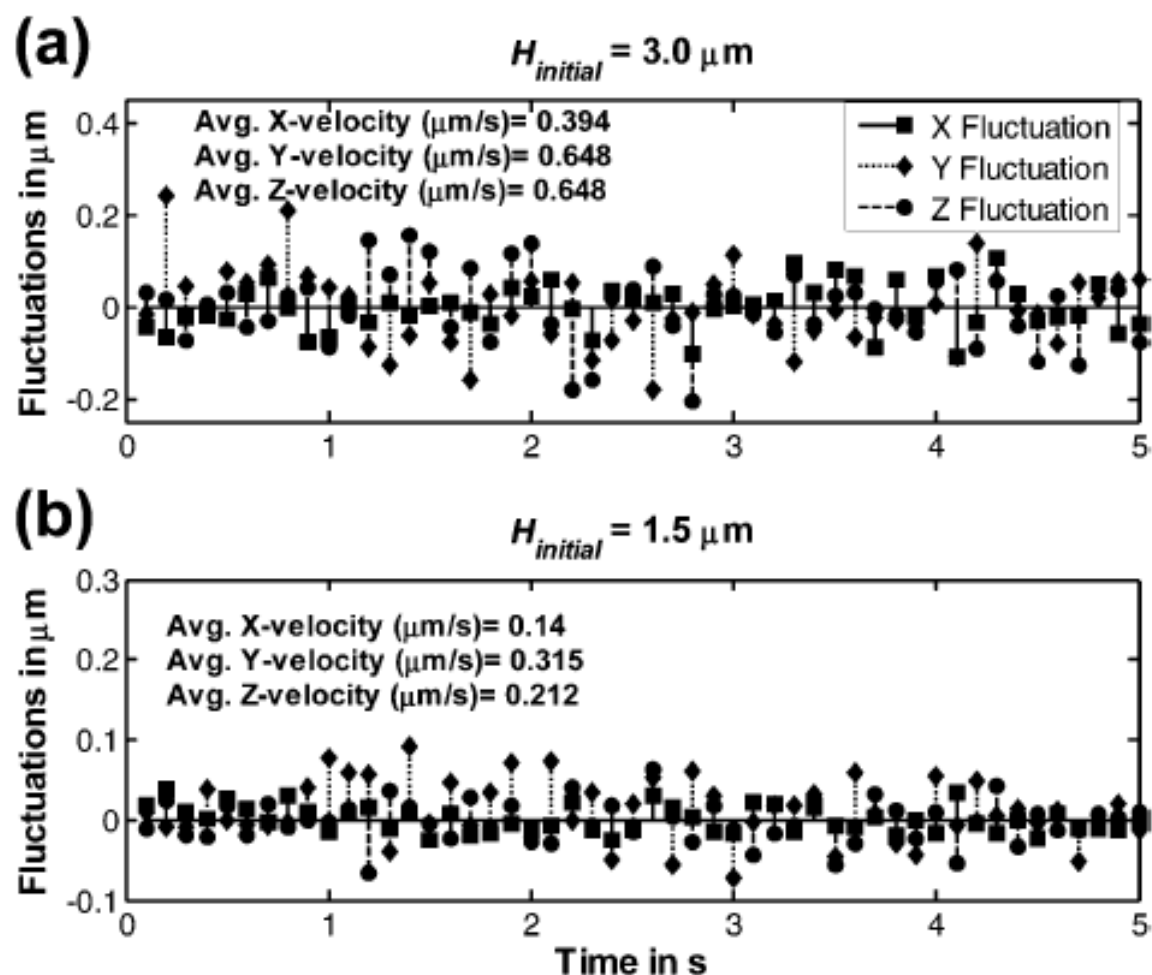 (a)
H_initial = 3.0 μm
Avg. X-velocity (μm/s)= 0.394
Avg. Y-velocity (μm/s)= 0.648
Avg. Z-velocity (μm/s)= 0.648
X Fluctuation
Y Fluctuation
Z Fluctuation
Fluctuations in μm
0.4
0.2
0
-0.2
0 1 2 3 4 5
(b)
H_initial = 1.5 μm
Avg. X-velocity (μm/s)= 0.14
Avg. Y-velocity (μm/s)= 0.315
Avg. Z-velocity (μm/s)= 0.212
Fluctuations in μm
0.3
0.2
0.1
0
-0.1
0 1 2 3 4 5
Time in s